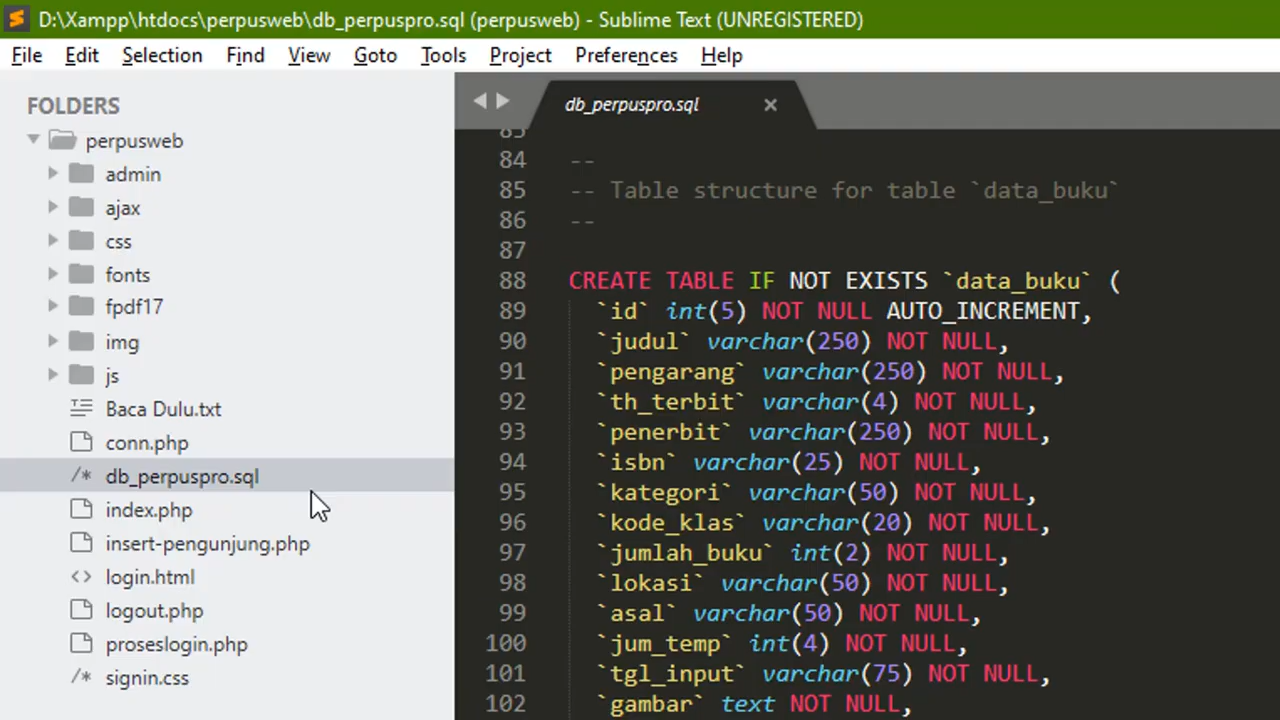 D:\Xampp\htdocs\perpusweb\db_perpuspro.sql (perpusweb) - Sublime Text (UNREGISTERED)
File Edit Selection Find View Goto Tools Project Preferences Help
FOLDERS
perpusweb
admin
ajax
css
fonts
fpdf17
img
js
Baca Dulu.txt
conn.php
/* db_perpuspro.sql
index.php
insert-pengunjung.php
<> login.html
logout.php
proseslogin.php
/* signin.css
db_perpuspro.sql ×
83
84 --
85 -- Table structure for table `data_buku`
86 --
87
88 CREATE TABLE IF NOT EXISTS `data_buku` (
89 `id` int(5) NOT NULL AUTO_INCREMENT,
90 `judul` varchar(250) NOT NULL,
91 `pengarang` varchar(250) NOT NULL,
92 `th_terbit` varchar(4) NOT NULL,
93 `penerbit` varchar(250) NOT NULL,
94 `isbn` varchar(25) NOT NULL,
95 `kategori` varchar(50) NOT NULL,
96 `kode_klas` varchar(20) NOT NULL,
97 `jumlah_buku` int(2) NOT NULL,
98 `lokasi` varchar(50) NOT NULL,
99 `asal` varchar(50) NOT NULL,
100 `jum_temp` int(4) NOT NULL,
101 `tgl_input` varchar(75) NOT NULL,
102 `gambar` text NOT NULL,